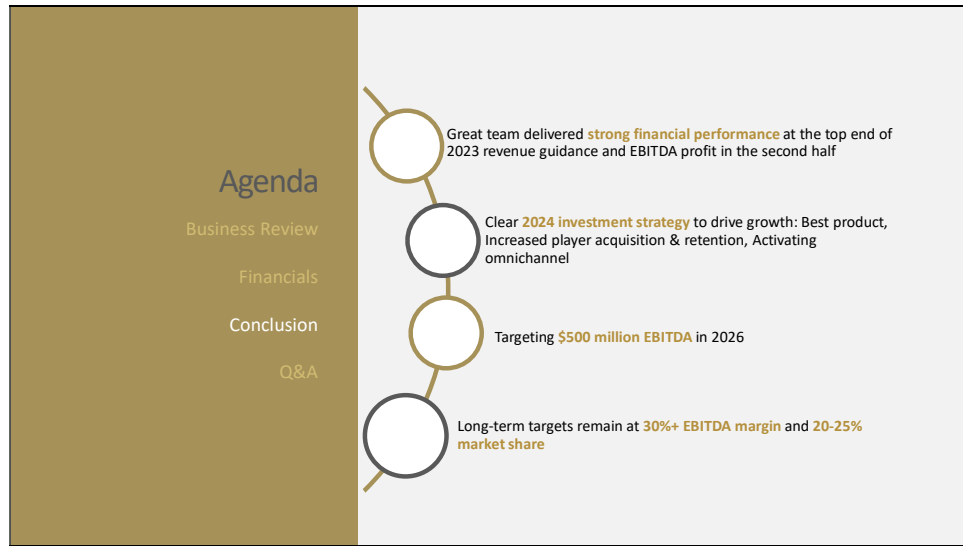 Agenda
Business Review
Financials
Conclusion
Q&A
Great team delivered strong financial performance at the top end of
2023 revenue guidance and EBITDA profit in the second half
Clear 2024 investment strategy to drive growth: Best product,
Increased player acquisition & retention, Activating
omnichannel
Targeting $500 million EBITDA in 2026
Long-term targets remain at 30%+ EBITDA margin and 20-25%
market share